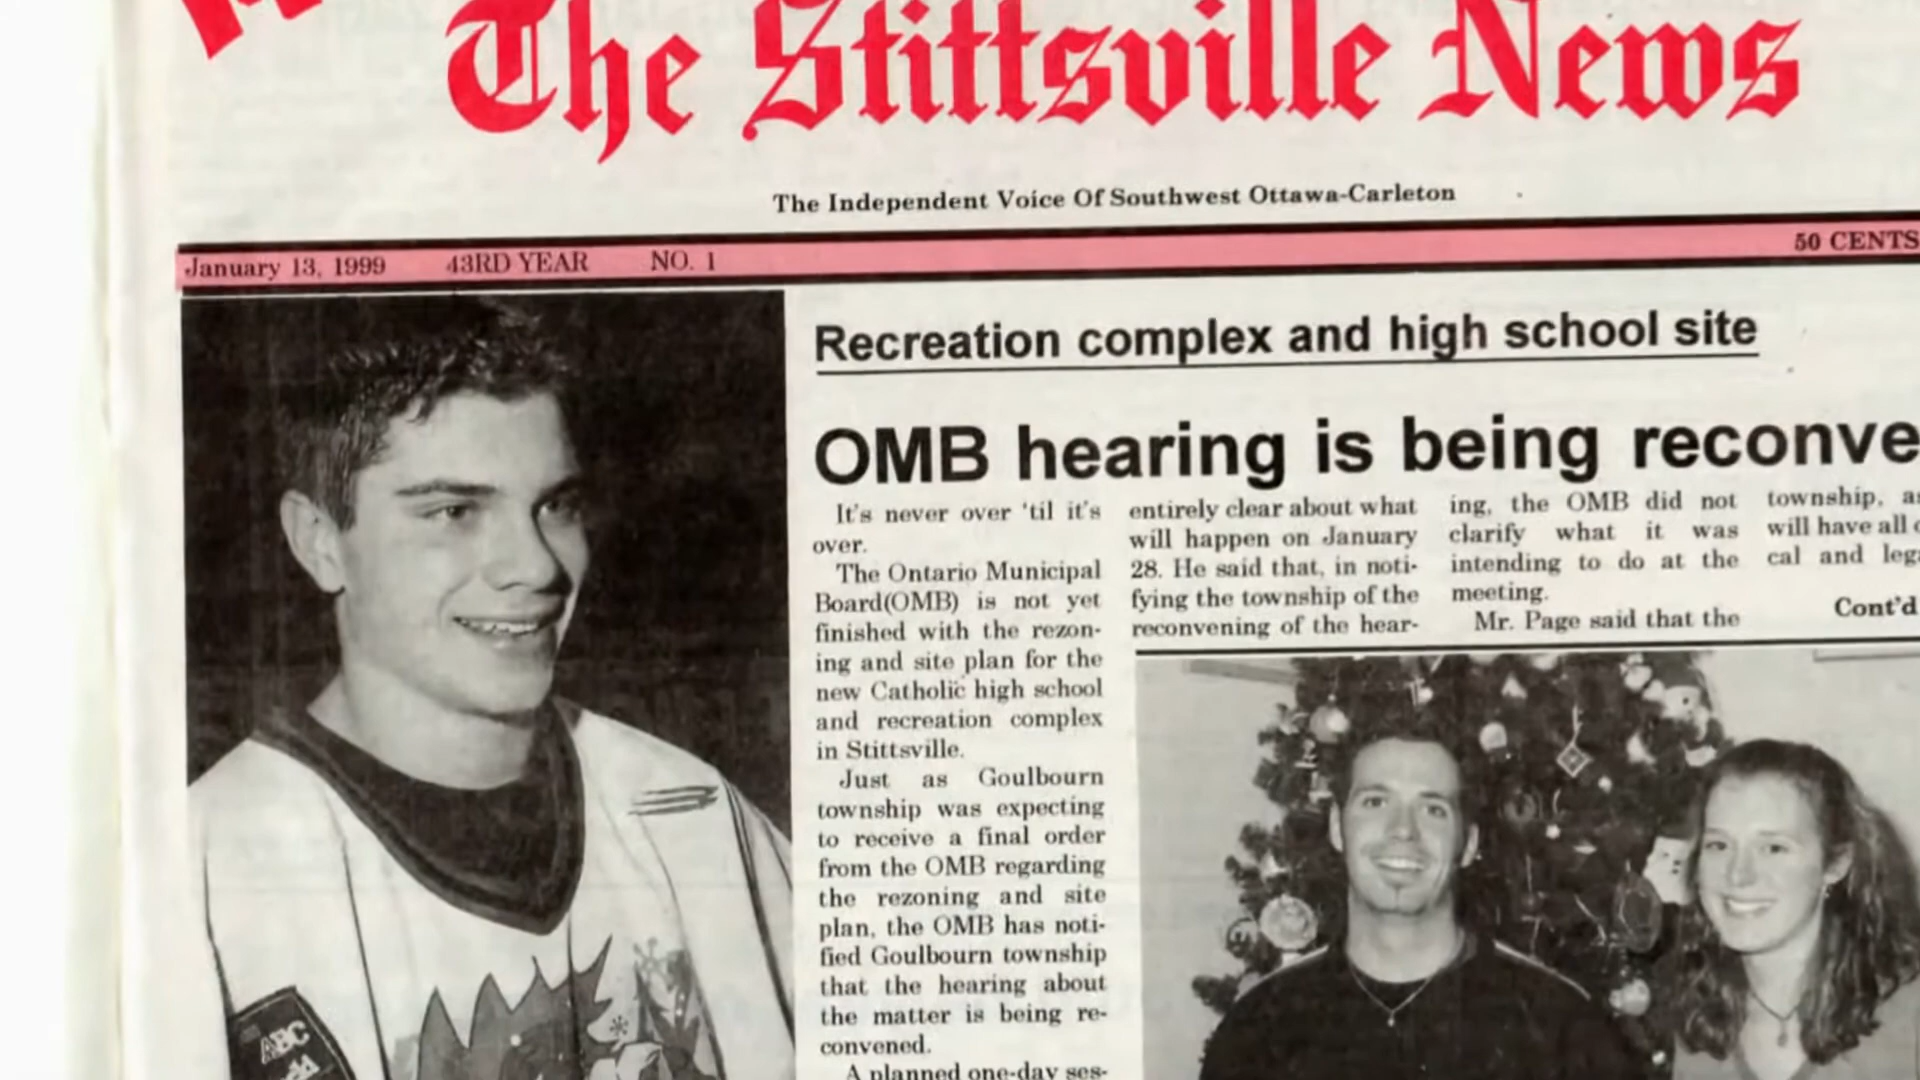 The Stittsville News
The Independent Voice Of Southwest Ottawa-Carleton
January 13, 1999 43RD YEAR NO. 1
50 CENTS
Recreation complex and high school site
OMB hearing is being reconve
It's never over 'til it's
over.
The Ontario Municipal
Board(OMB) is not yet
finished with the rezon-
ing and site plan for the
new Catholic high school
and recreation complex
in Stittsville.
Just as Goulbourn
township was expecting
to receive a final order
from the OMB regarding
the rezoning and site
plan, the OMB has noti-
fied Goulbourn township
that the hearing about
the matter is being re-
convened.
A planned one-day ses-
entirely clear about what
will happen on January
28. He said that, in noti-
fying the township of the
reconvening of the hear-
ing, the OMB did not
clarify what it was
intending to do at the
meeting.
Mr. Page said that the
township, as
will have all
cal and leg
Cont'd
ABC